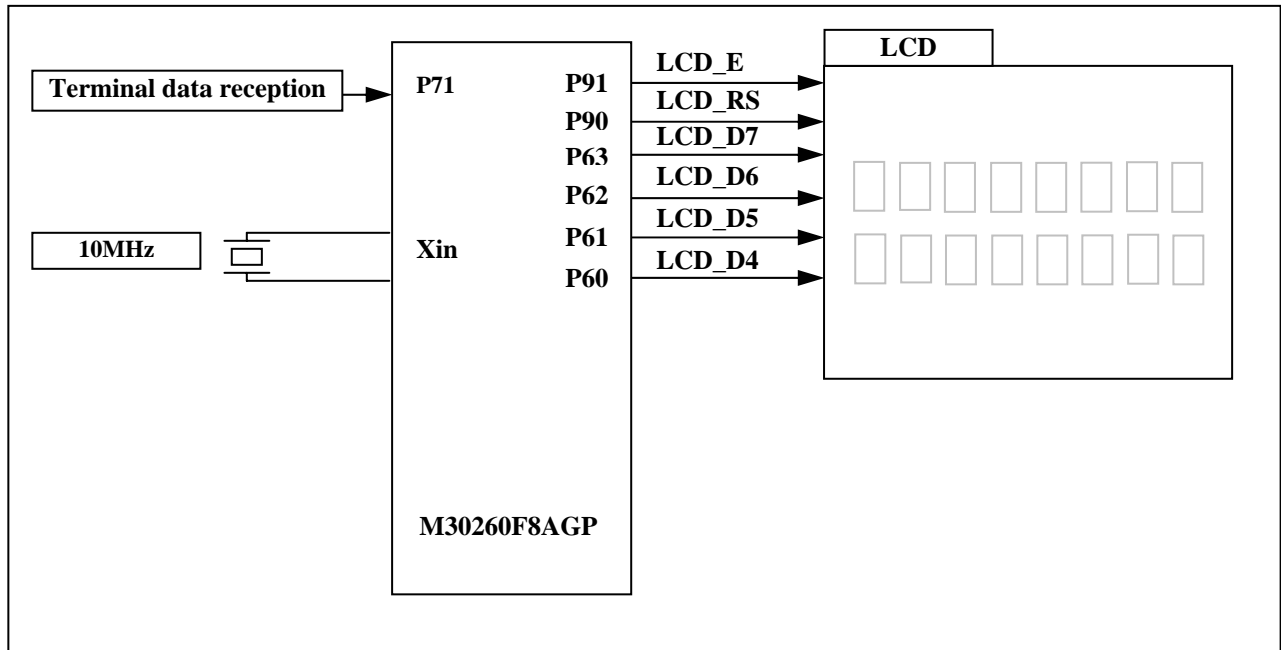 LCD
LCD_E
Terminal data reception
P71
P91
LCD_RS
P90
LCD_D7
P63
LCD_D6
P62
LCD_D5
10MHz
Xin
P61
LCD_D4
P60
M30260F8AGP